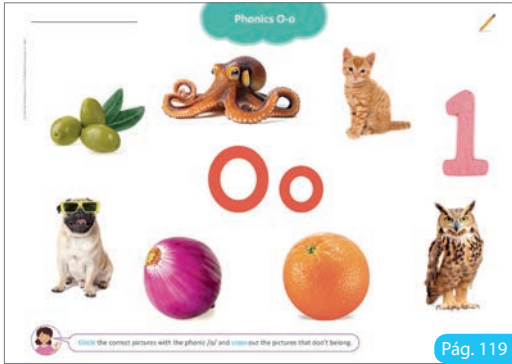 Phonics O-o
1
Oo
Circle the correct pictures with the phonic /o/ and cross out the pictures that don't belong.
Pág. 119